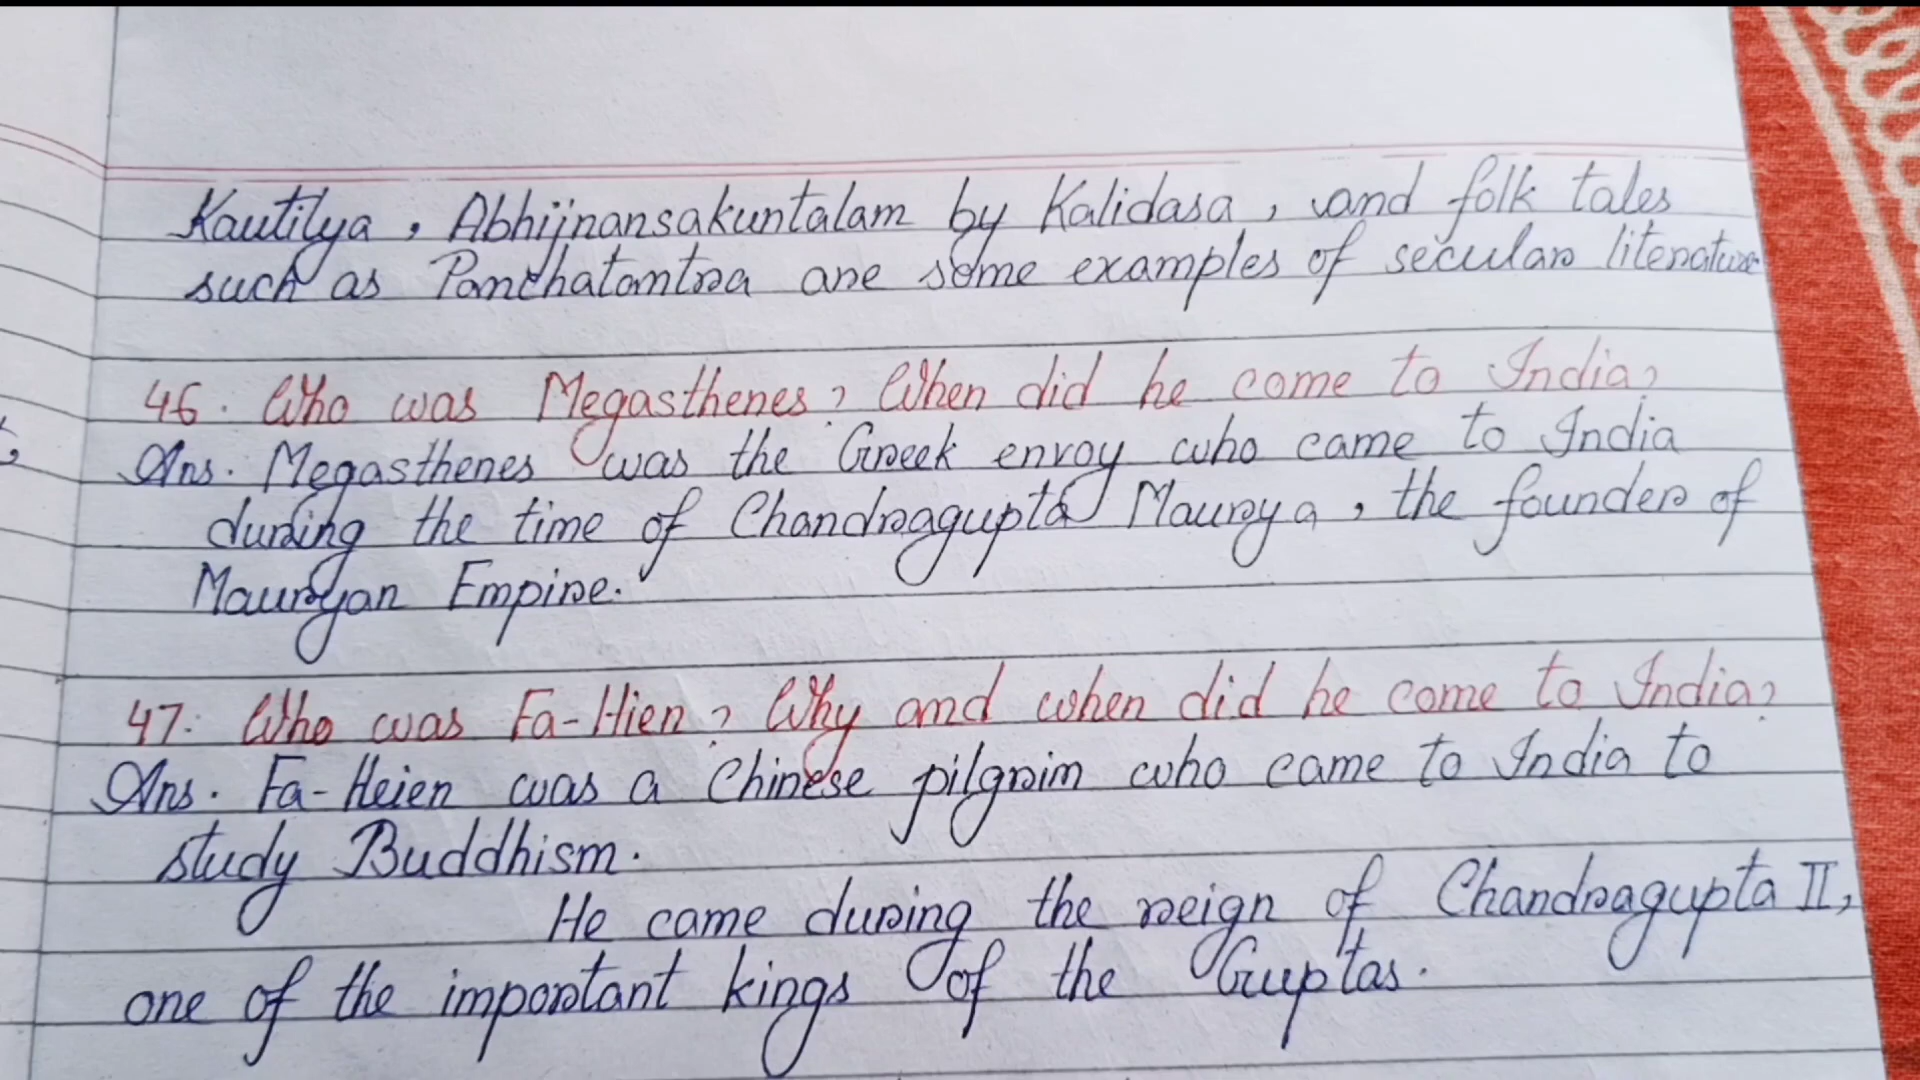 Kautilya, Abhijnansakuntalam by Kalidasa, and folk tales
such as Panchatantra are some examples of secular literature
46. Who was Megasthenes? When did he come to India?
Ans. Megasthenes was the Greek envoy who came to India
during the time of Chandragupta Maurya, the founder of
Mauryan Empire.
47. Who was Fa-Hien? Why and when did he come to India?
Ans. Fa-Heien was a Chinese pilgrim who came to India to
study Buddhism.
He came during the reign of Chandragupta II,
one of the important kings of the Guptas.